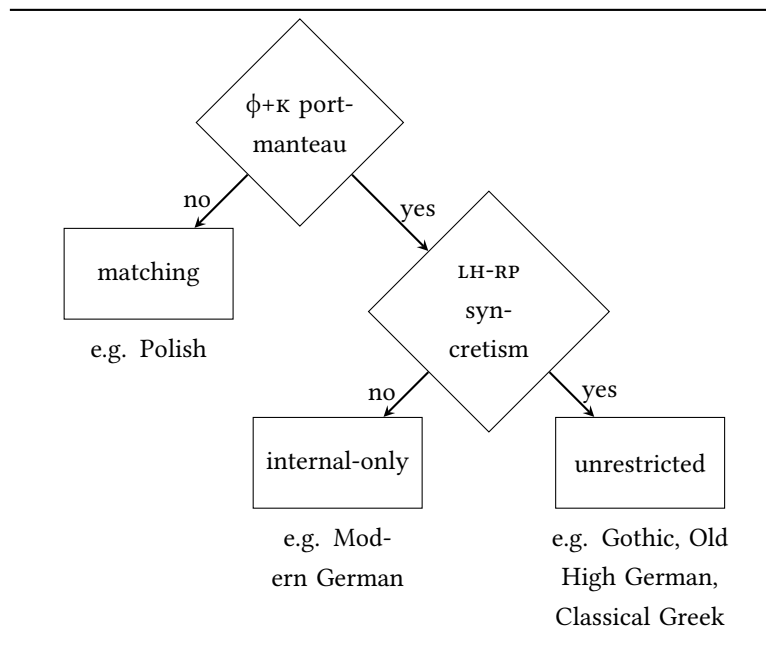 ϕ+ĸ port-
manteau
no
yes
matching
e.g. Polish
LH-RP
syn-
cretism
no
yes
internal-only
e.g. Mod-
ern German
unrestricted
e.g. Gothic, Old
High German,
Classical Greek